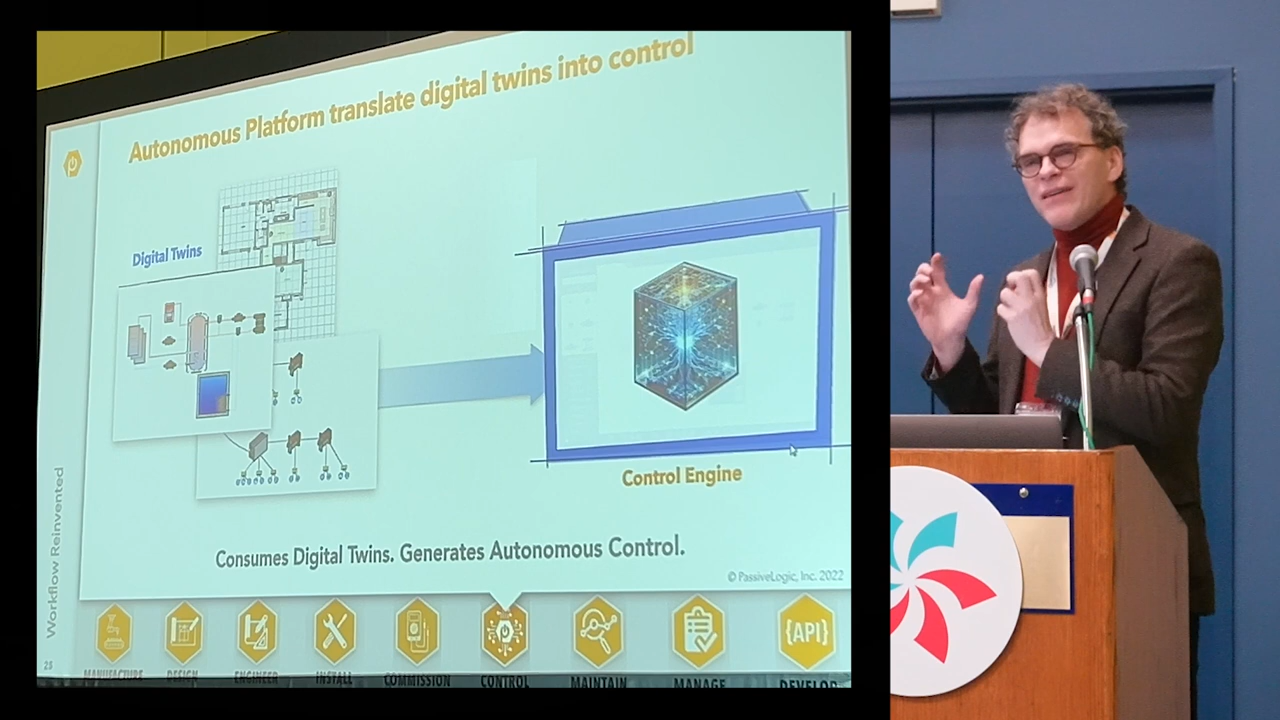 Autonomous Platform translate digital twins into control
Digital Twins
Control Engine
Consumes Digital Twins. Generates Autonomous Control.
© PassiveLogic, Inc. 2022
Workflow Reinvented
25
MANUFACTURE
DESIGN
ENGINEER
INSTALL
COMMISSION
CONTROL
MAINTAIN
MANAGE
{API}
DEVELOP